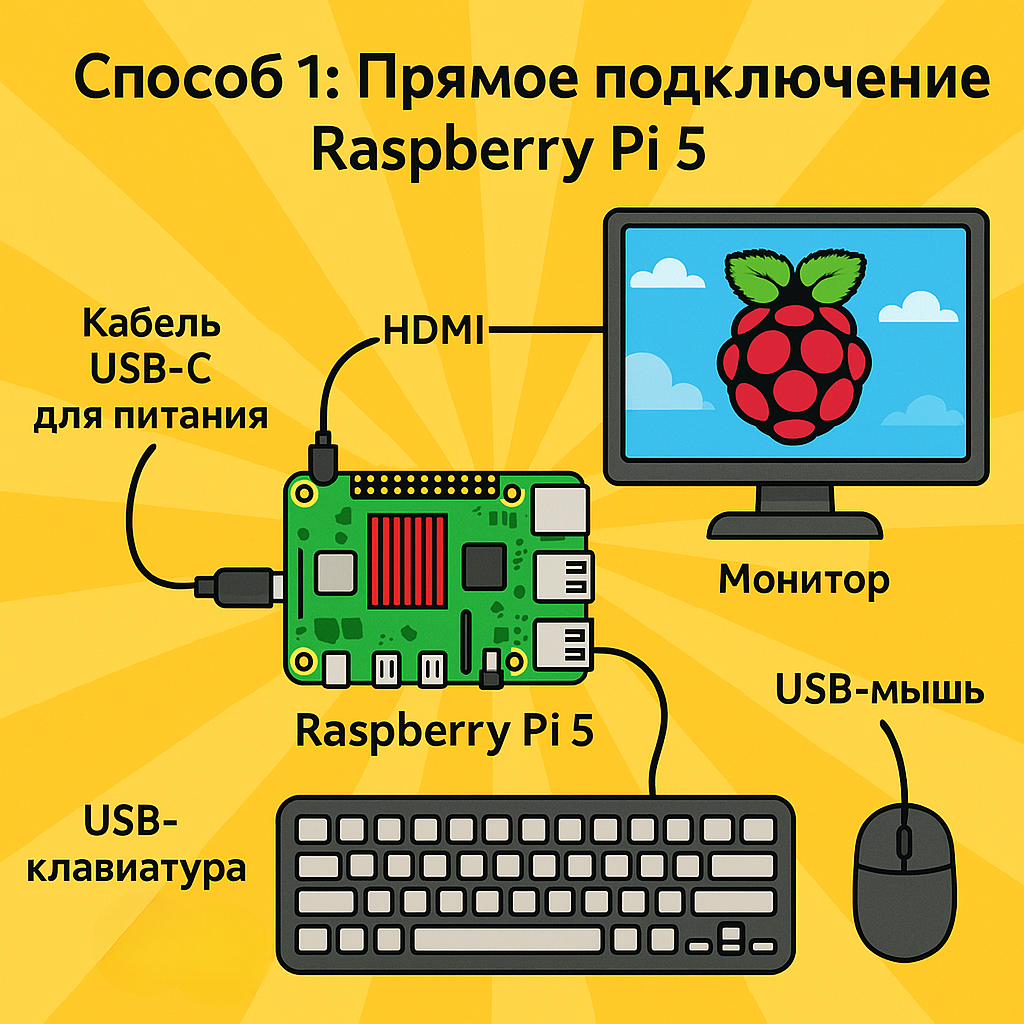 Способ 1: Прямое подключение
Raspberry Pi 5
Кабель
USB-C
для питания
HDMI
Монитор
Raspberry Pi 5
USB-мышь
USB-
клавиатура